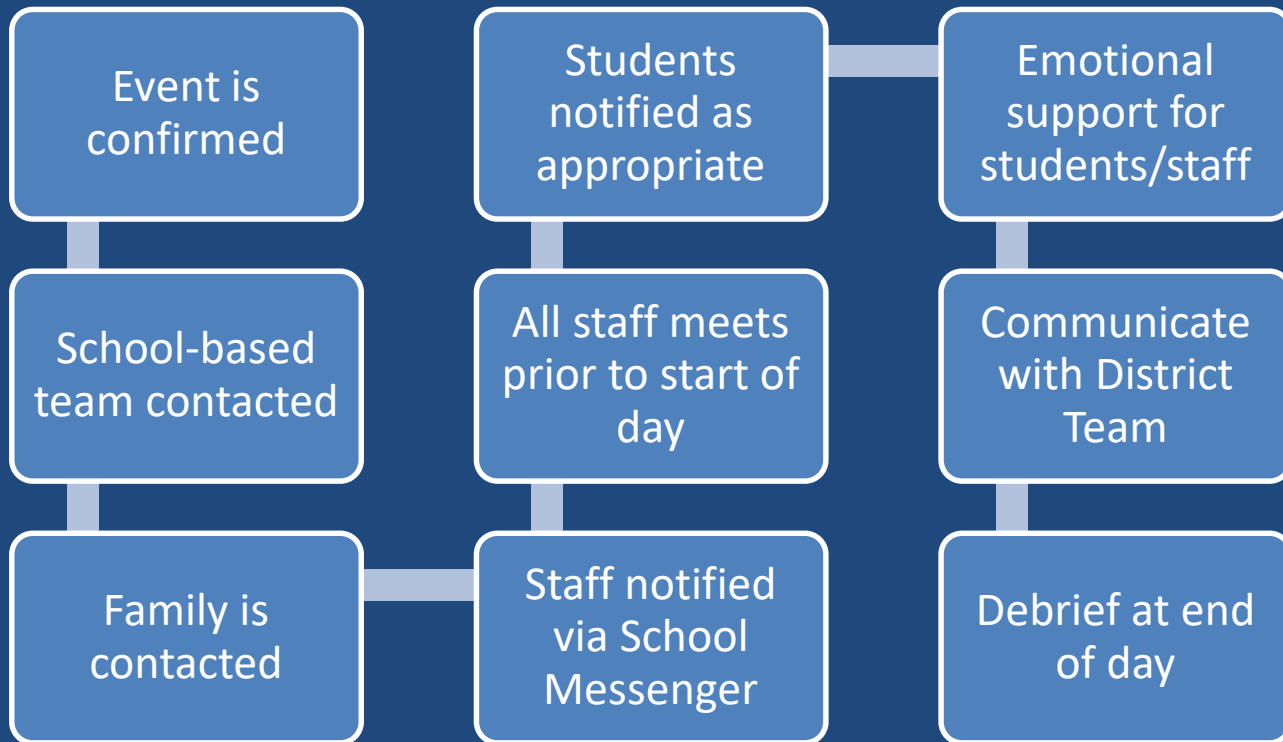 Event is
confirmed
School-based
team contacted
Family is
contacted
Staff notified
via School
Messenger
All staff meets
prior to start of
day
Students
notified as
appropriate
Emotional
support for
students/staff
Communicate
with District
Team
Debrief at end
of day